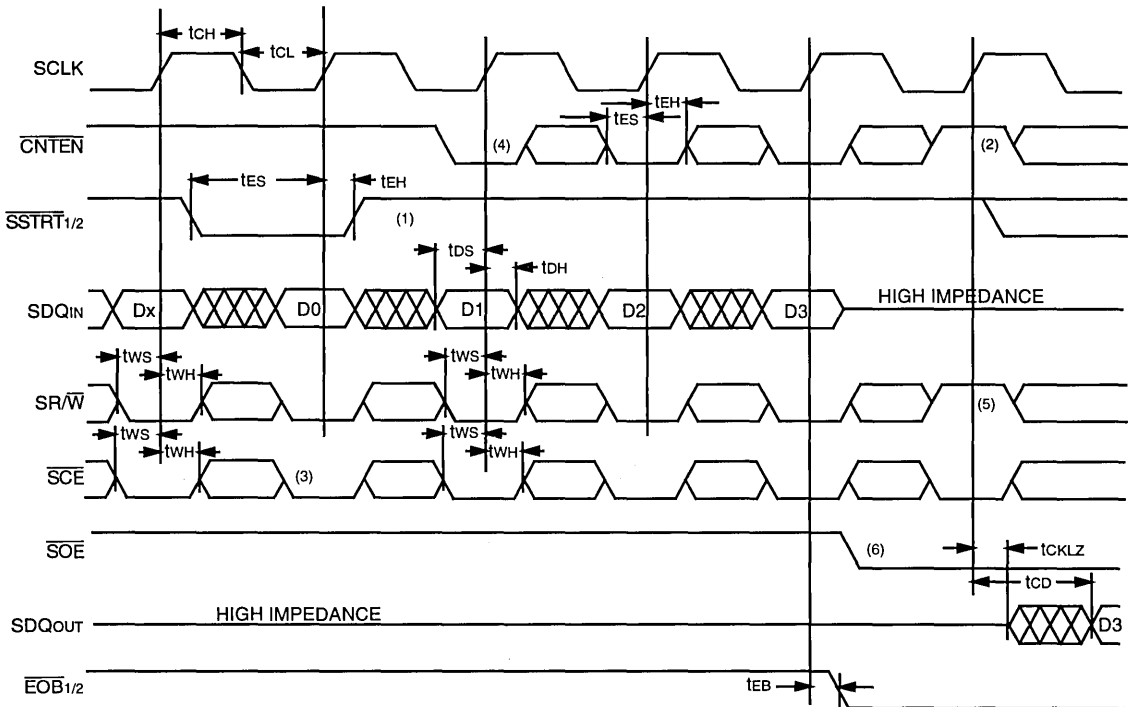 tCH
tCL
SCLK
tEH
tES
CNTEN
(4)
(2)
tES
tEH
SSTRT1/2
(1)
tDS
tDH
SDQIN
Dx
D0
D1
D2
D3
HIGH IMPEDANCE
tWS
tWH
tWS
tWH
SR/W
(5)
tWS
tWH
tWS
tWH
SCE
(3)
SOE
(6)
tCKLZ
tCD
HIGH IMPEDANCE
SDQOUT
D3
EOB1/2
tEB